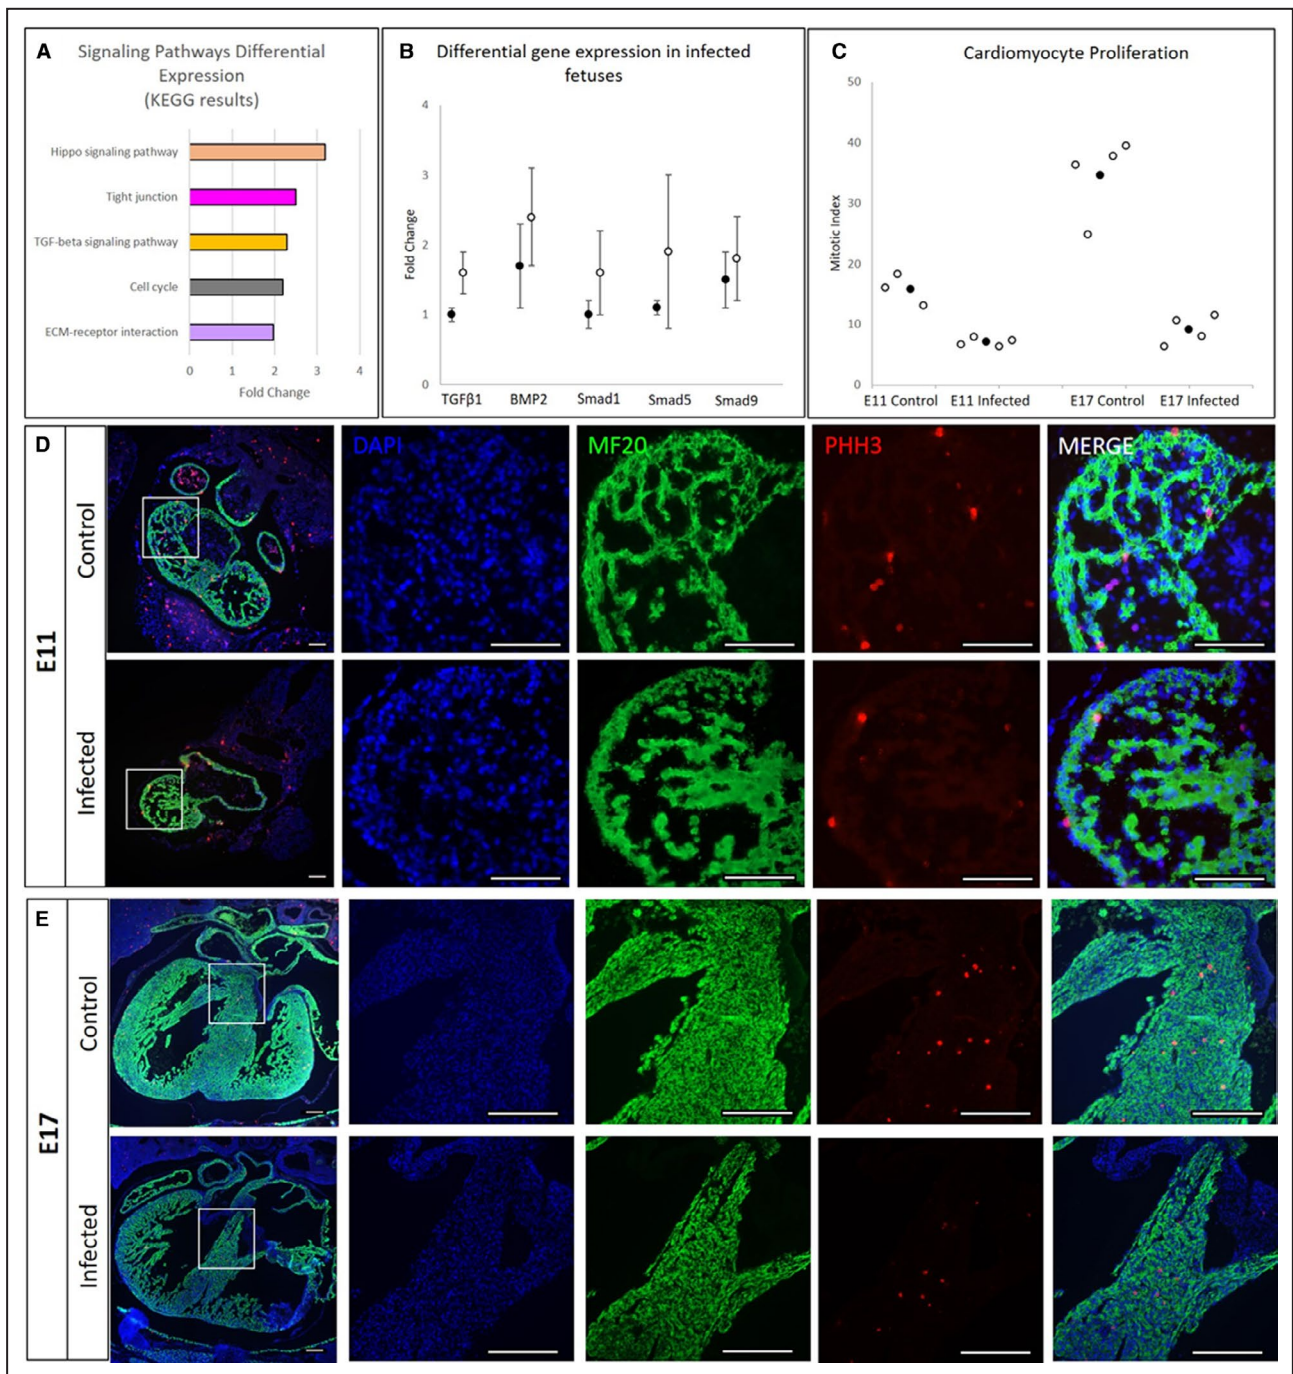 A
Signaling Pathways Differential
Expression
(KEGG results)
Hippo signaling pathway
Tight junction
TGF-beta signaling pathway
Cell cycle
ECM-receptor interaction
0 1 2 3 4
Fold Change
B
Differential gene expression in infected
fetuses
4
3
2
1
0
Fold Change
TGFβ1 BMP2 Smad1 Smad5 Smad9
C
Cardiomyocyte Proliferation
50
40
30
20
10
0
Mitotic Index
E11 Control E11 Infected E17 Control E17 Infected
D
DAPI MF20 PHH3 MERGE
E11
Control
Infected
E
E17
Control
Infected